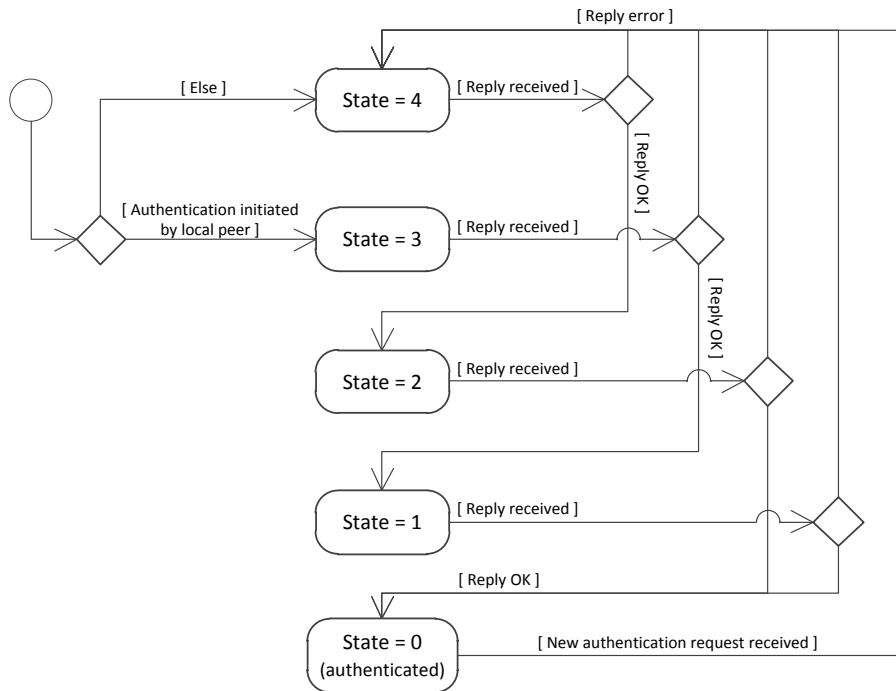 [ Reply error ]
[ Else ]
State = 4
[ Reply received ]
[ Reply OK ]
[ Authentication initiated
by local peer ]
State = 3
[ Reply received ]
[ Reply OK ]
State = 2
[ Reply received ]
State = 1
[ Reply received ]
[ Reply OK ]
State = 0
(authenticated)
[ New authentication request received ]